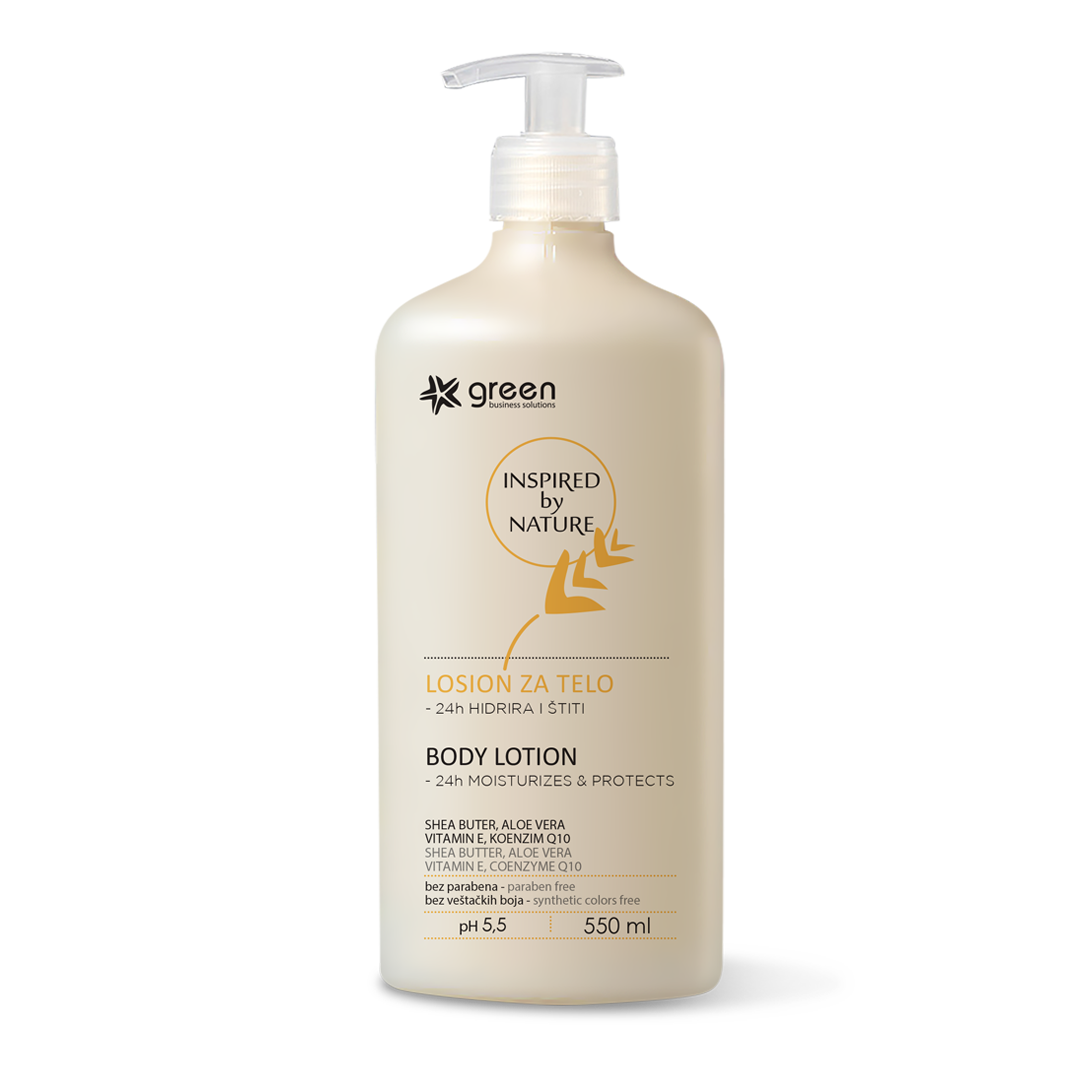 green
business solutions
INSPIRED
by
NATURE
LOSION ZA TELO
- 24h HIDRIRA I ŠTITI
BODY LOTION
- 24h MOISTURIZES & PROTECTS
SHEA BUTER, ALOE VERA
VITAMIN E, KOENZIM Q10
SHEA BUTTER, ALOE VERA
VITAMIN E, COENZYME Q10
bez parabena - paraben free
bez veštačkih boja - synthetic colors free
pH 5,5 550 ml